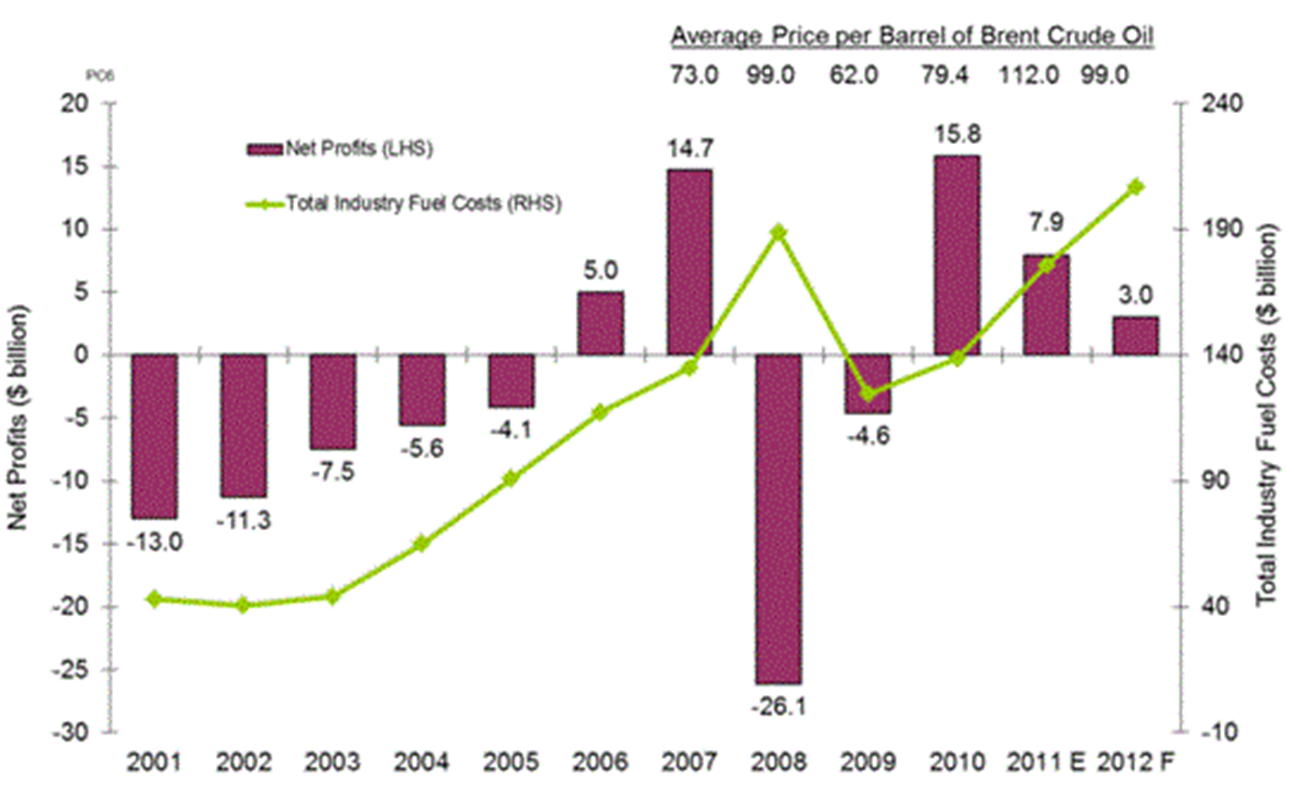 Average Price per Barrel of Brent Crude Oil
73.0 99.0 62.0 79.4 112.0 99.0
20 240
Net Profits (LHS)
14.7 15.8
15
Total Industry Fuel Costs (RHS)
10 7.9 190
5.0
5 3.0
0 140
-5 -4.1 -4.6
-5.6
-7.5
-10 90
-11.3
-15 -13.0
-20 40
-25
-26.1
-30 -10
2001 2002 2003 2004 2005 2006 2007 2008 2009 2010 2011 E 2012 F
Net Profits ($ billion)
Total Industry Fuel Costs ($ billion)